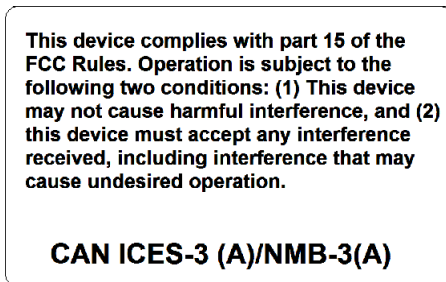 This device complies with part 15 of the
FCC Rules. Operation is subject to the
following two conditions: (1) This device
may not cause harmful interference, and (2)
this device must accept any interference
received, including interference that may
cause undesired operation.
CAN ICES-3 (A)/NMB-3(A)